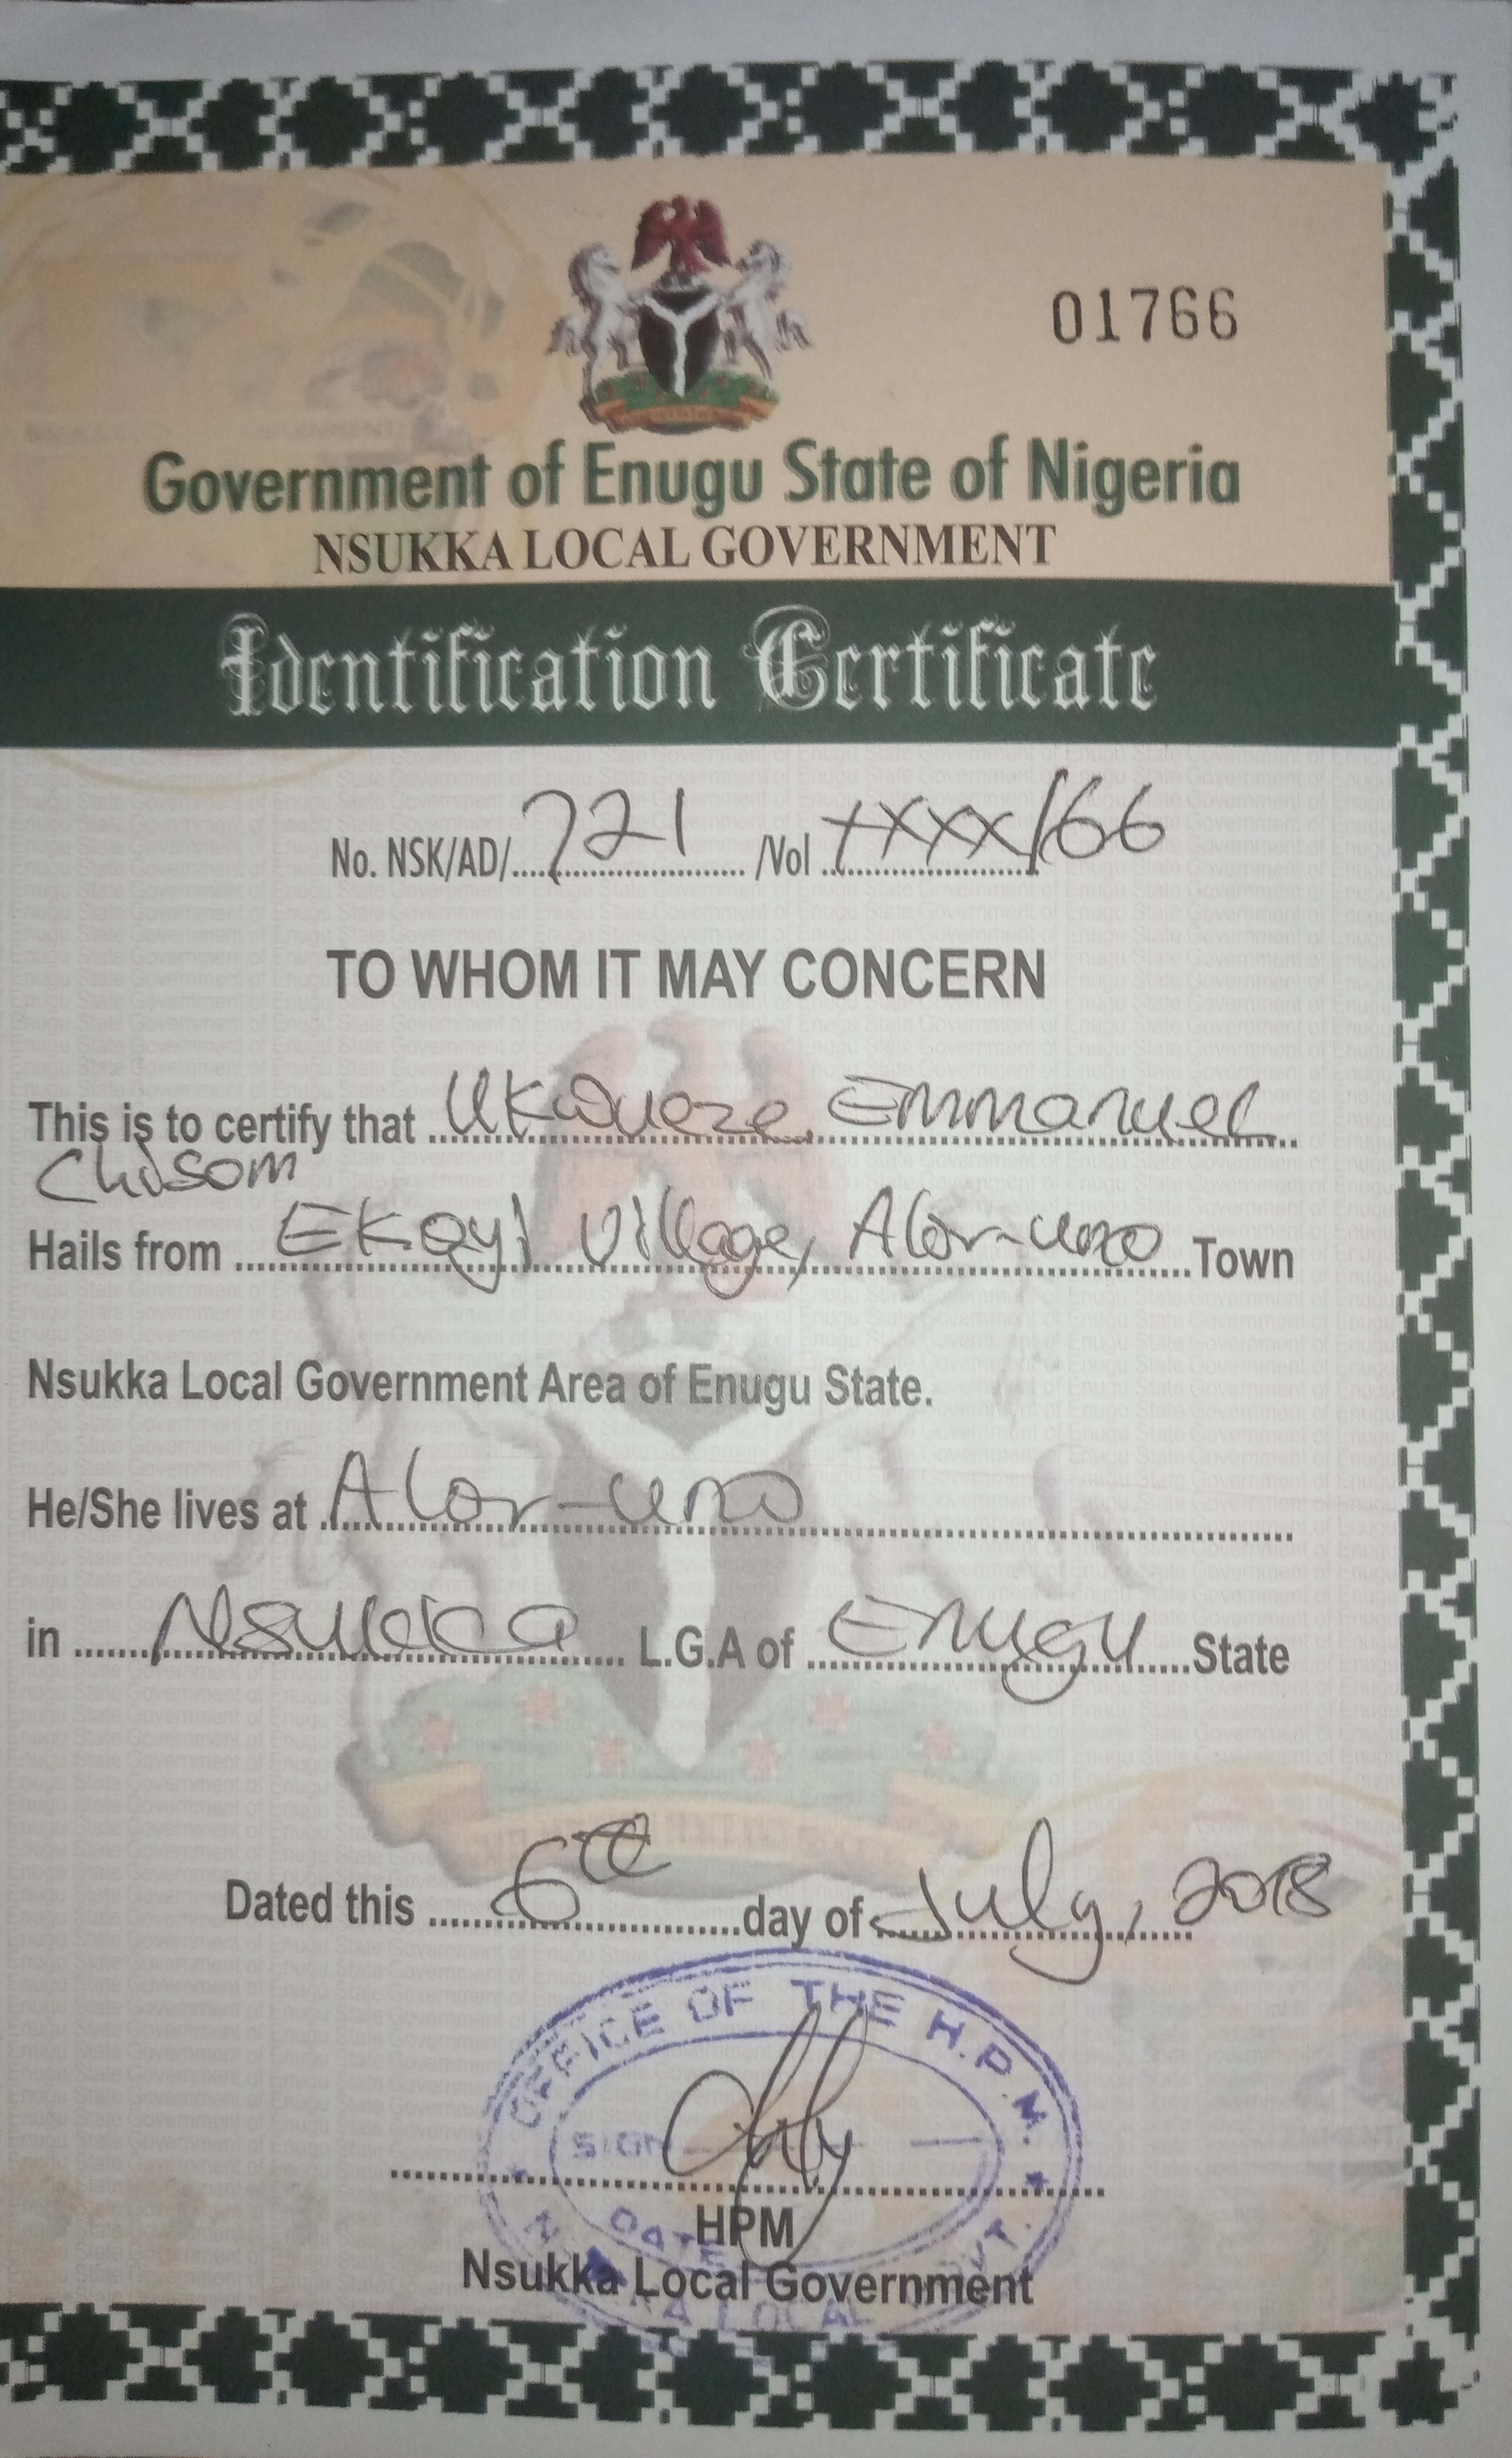 01766
Government of Enugu State of Nigeria
NSUKKA LOCAL GOVERNMENT
Identification Certificate
No. NSK/AD/ 721 /Vol xxxx/66
TO WHOM IT MAY CONCERN
This is to certify that Ukwueze Emmanuel
Chisom
Hails from Ekoyi Village, Alor-uno Town
Nsukka Local Government Area of Enugu State.
He/She lives at Alor-uno
in Nsukka L.G.A of Enugu State
Dated this 6th day of July, 2018
OFFICE OF THE H.P.M.
SIGN
DATE
HPM
Nsukka Local Government